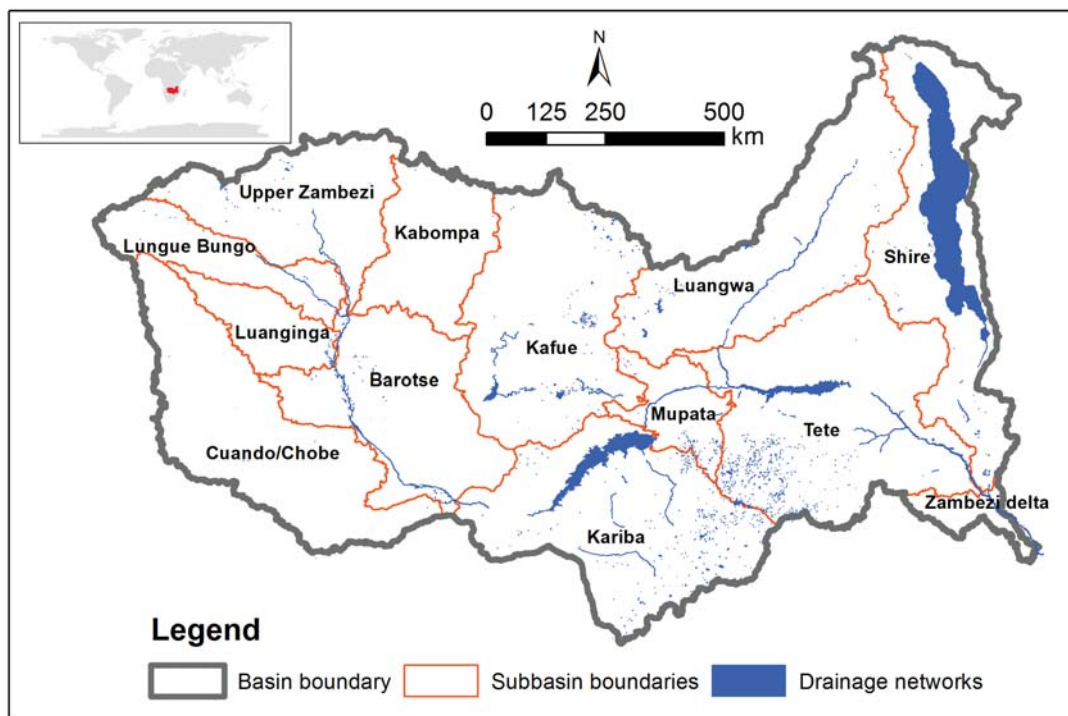 N
0 125 250 500
km
Upper Zambezi
Kabompa
Lungue Bungo
Shire
Luangwa
Luanginga
Kafue
Barotse
Mupata
Tete
Cuando/Chobe
Zambezi delta
Kariba
Legend
Basin boundary Subbasin boundaries Drainage networks